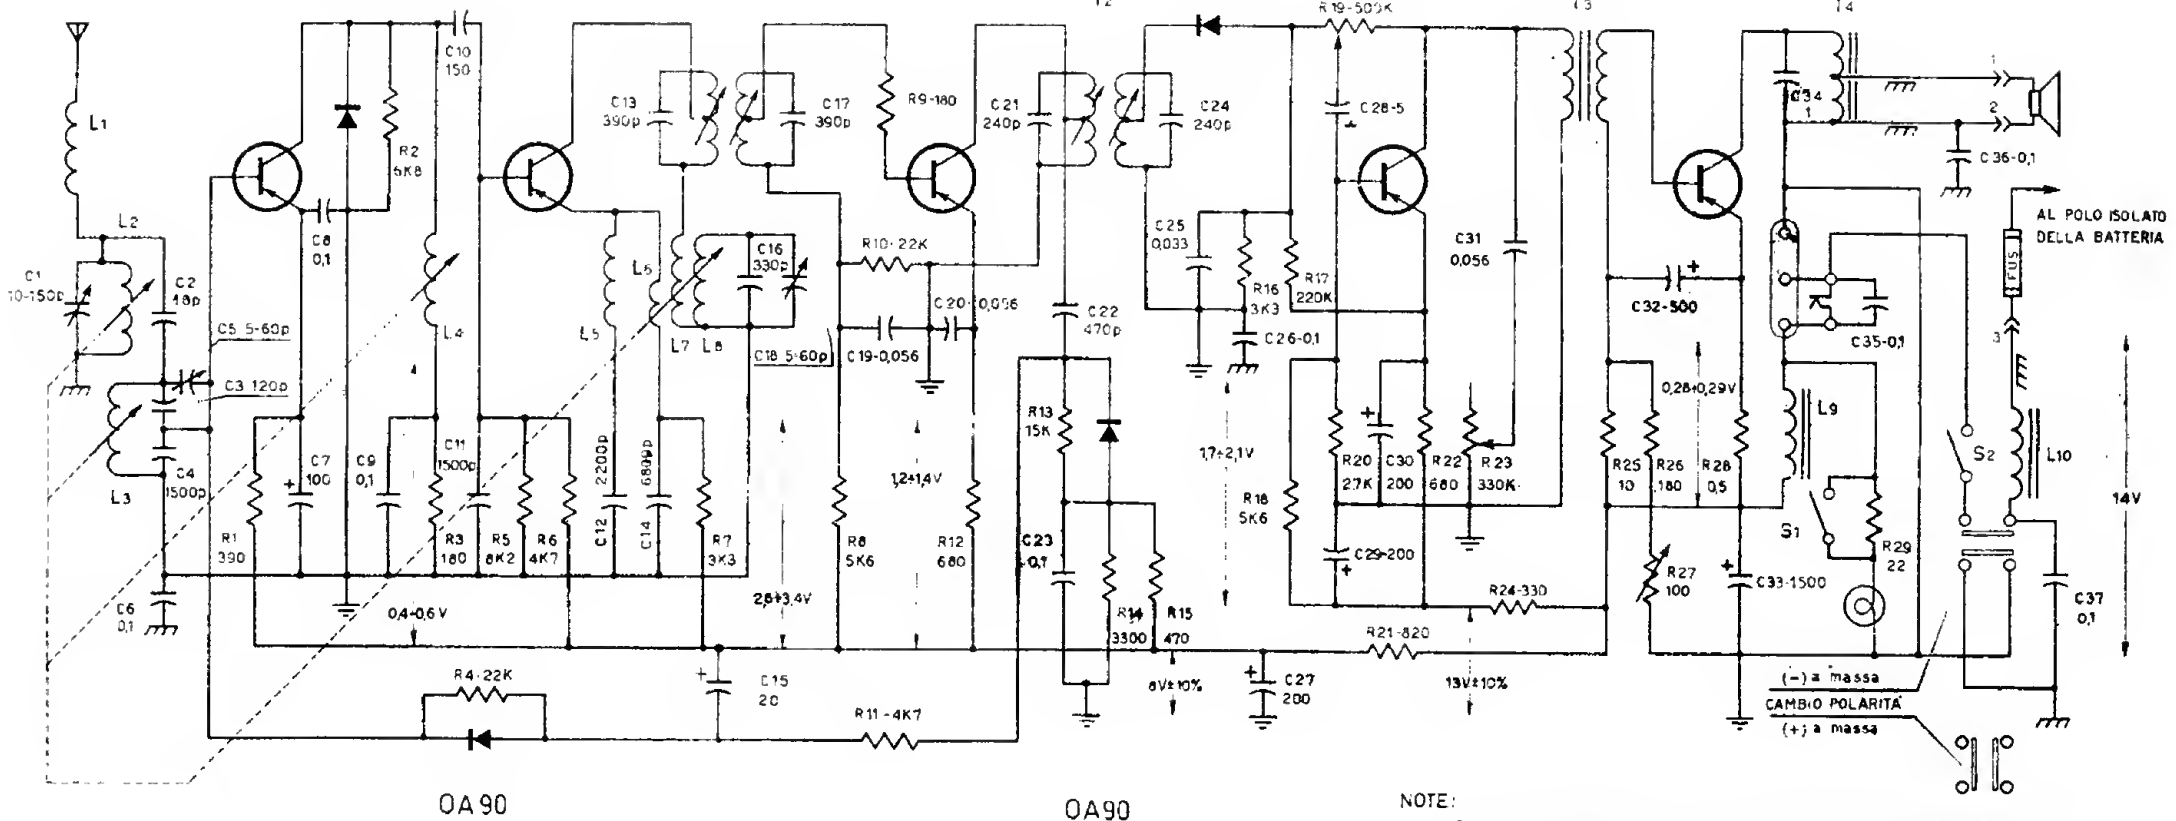 R19-500K
T3
T4
C10
150
L1
R2
6K8
C13
390p
C17
390p
R9-180
C21
240p
C24
240p
C28-5
C34
1
1
2
C36-0,1
AL POLO ISOLATO
DELLA BATTERIA
L2
C1
10-150p
C2
18p
C8
0,1
C5 5-60p
C3 120p
L4
L5
L6
L7
L8
C16
330p
R10-22K
C20-0,056
C18 5-60p
C19-0,056
C22
470p
C25
0,033
R16
3K3
R17
220K
C26-0,1
C31
0,056
C32-500
0,28÷0,29V
C35-0,1
FUS
3
L3
C4
1500p
C7
100
C9
0,1
C11
1500p
C12 2200p
C14 6800p
R1
390
R3
180
R5
8K2
R6
4K7
R7
3K3
R8
5K6
1,2÷1,4V
R12
680
R13
15K
C23
0,1
R14
3300
R15
470
1,7÷2,1V
R18
5K6
R20
2,7K
C30
200
R22
680
R23
330K
R25
10
R26
180
R28
0,5
L9
S1
S2
L10
14V
R29
22
C29-200
R24-330
R27
100
C33-1500
C37
0,1
C6
0,1
0,4÷0,6V
R21-820
R4-22K
C15
20
R11-4K7
8V±10%
C27
200
13V±10%
(-) a massa
CAMBIO POLARITÀ
(+) a massa
OA90
OA90
NOTE: